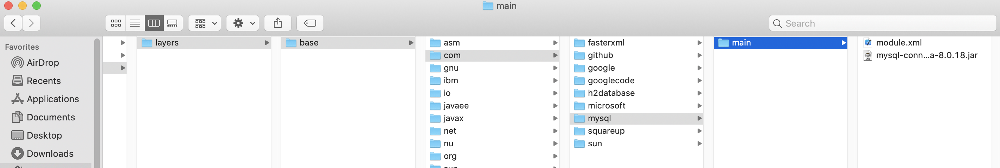 main
Search
Favorites
AirDrop
Recents
Applications
Documents
Desktop
Downloads
layers
base
asm
com
gnu
ibm
io
javaee
javax
net
nu
org
fasterxml
github
google
googlecode
h2database
microsoft
mysql
squareup
sun
main
module.xml
mysql-conn...a-8.0.18.jar
JAR